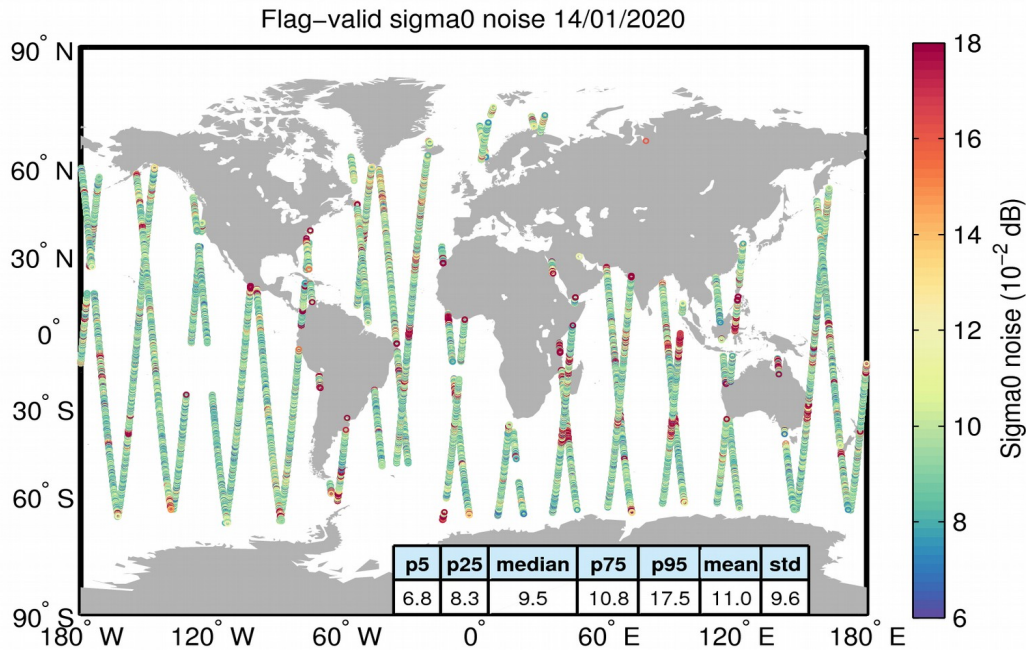 Flag−valid sigma0 noise 14/01/2020
90° N
60° N
30° N
0°
30° S
60° S
90° S
180° W
120° W
60° W
0°
60° E
120° E
180° E
p5 p25 median p75 p95 mean std
6.8 8.3 9.5 10.8 17.5 11.0 9.6
18
16
14
12
10
8
6
Sigma0 noise (10⁻² dB)